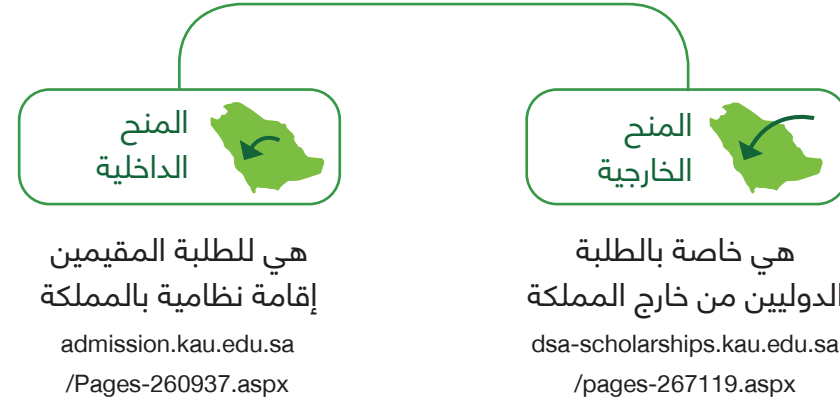 المنح
الخارجية
هي خاصة بالطلبة
الدوليين من خارج المملكة
dsa-scholarships.kau.edu.sa
/pages-267119.aspx
المنح
الداخلية
هي للطلبة المقيمين
إقامة نظامية بالمملكة
admission.kau.edu.sa
/Pages-260937.aspx